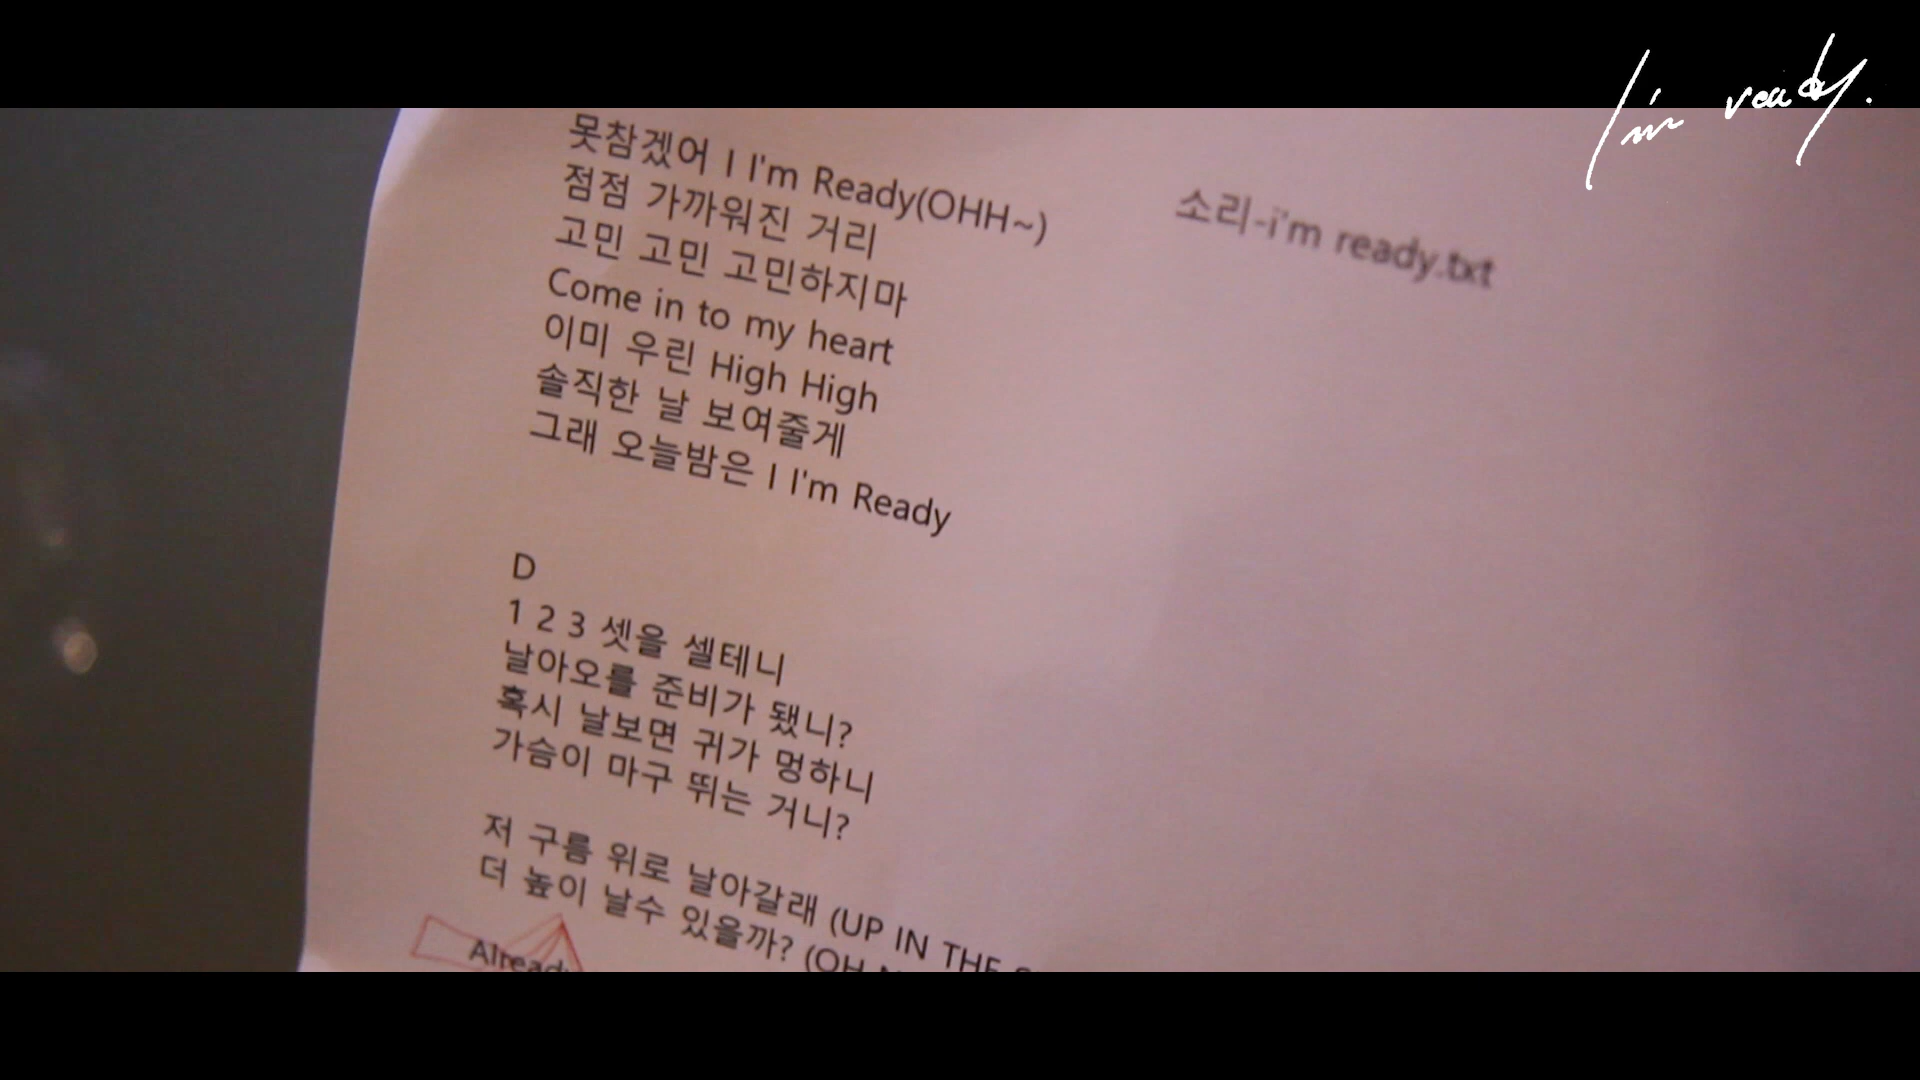 I'm ready.
소리-i'm ready.txt
못참겠어 I I'm Ready(OHH~)
점점 가까워진 거리
고민 고민 고민하지마
Come in to my heart
이미 우린 High High
솔직한 날 보여줄게
그래 오늘밤은 I I'm Ready
D
1 2 3 셋을 셀테니
날아오를 준비가 됐니?
혹시 날보면 귀가 멍하니
가슴이 마구 뛰는 거니?
저 구름 위로 날아갈래 (UP IN THE
더 높이 날수 있을까? (OH
Already